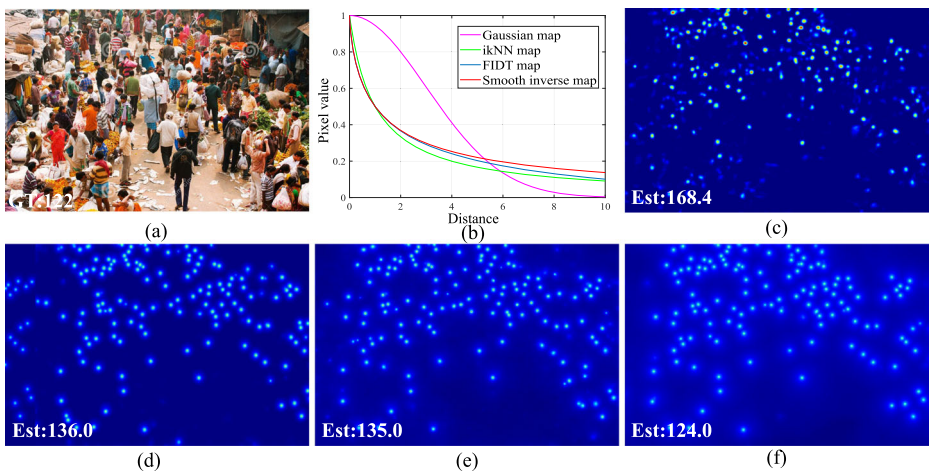 GT:122
(a)
Pixel value
1
0.8
0.6
0.4
0.2
0
0
2
4
6
8
10
Distance
Gaussian map
ikNN map
FIDT map
Smooth inverse map
(b)
Est:168.4
(c)
Est:136.0
(d)
Est:135.0
(e)
Est:124.0
(f)